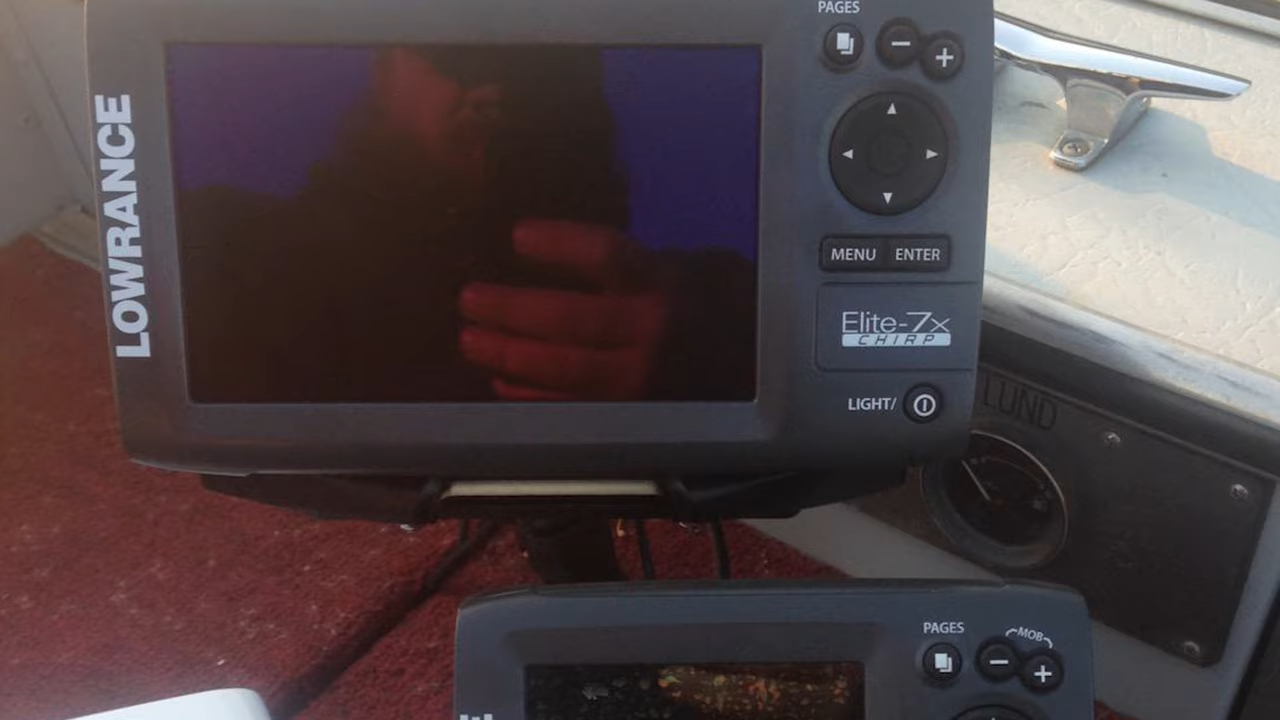 PAGES
LOWRANCE
MENU ENTER
Elite-7x
CHIRP
LIGHT/
LUND
PAGES
MOB